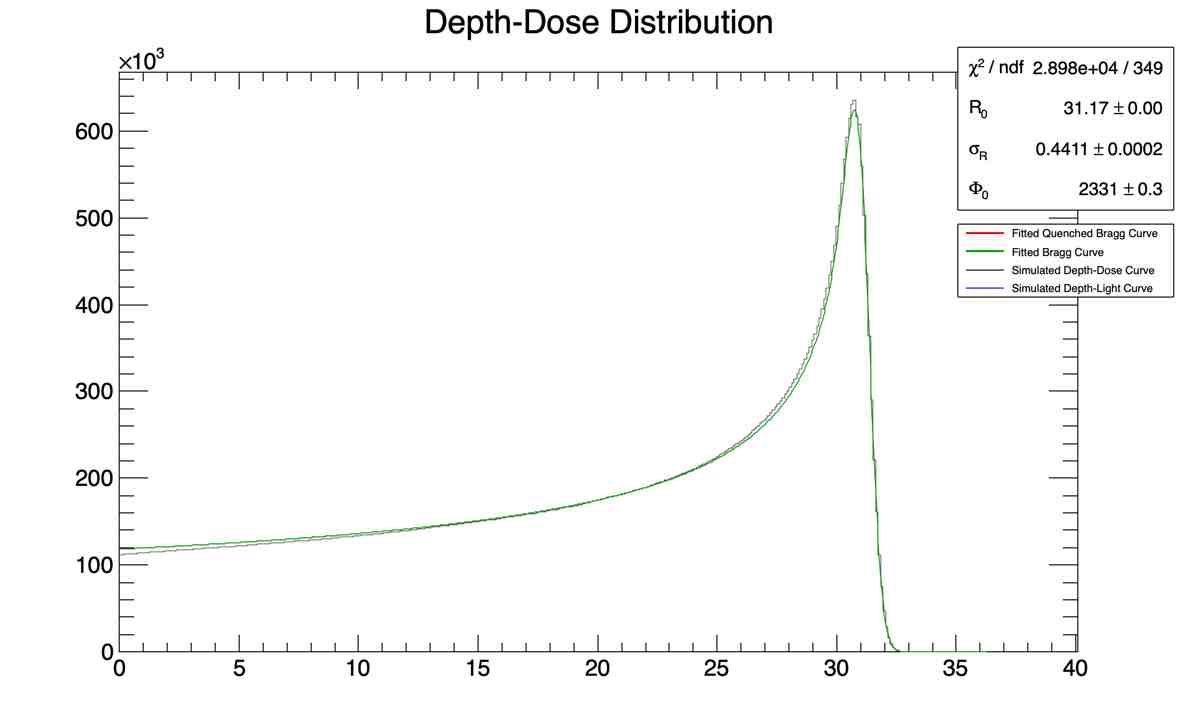 Depth-Dose Distribution
×10³
χ² / ndf 2.898e+04 / 349
R₀ 31.17 ± 0.00
σR 0.4411 ± 0.0002
Φ₀ 2331 ± 0.3
Fitted Quenched Bragg Curve
Fitted Bragg Curve
Simulated Depth-Dose Curve
Simulated Depth-Light Curve
600
500
400
300
200
100
0
0 5 10 15 20 25 30 35 40